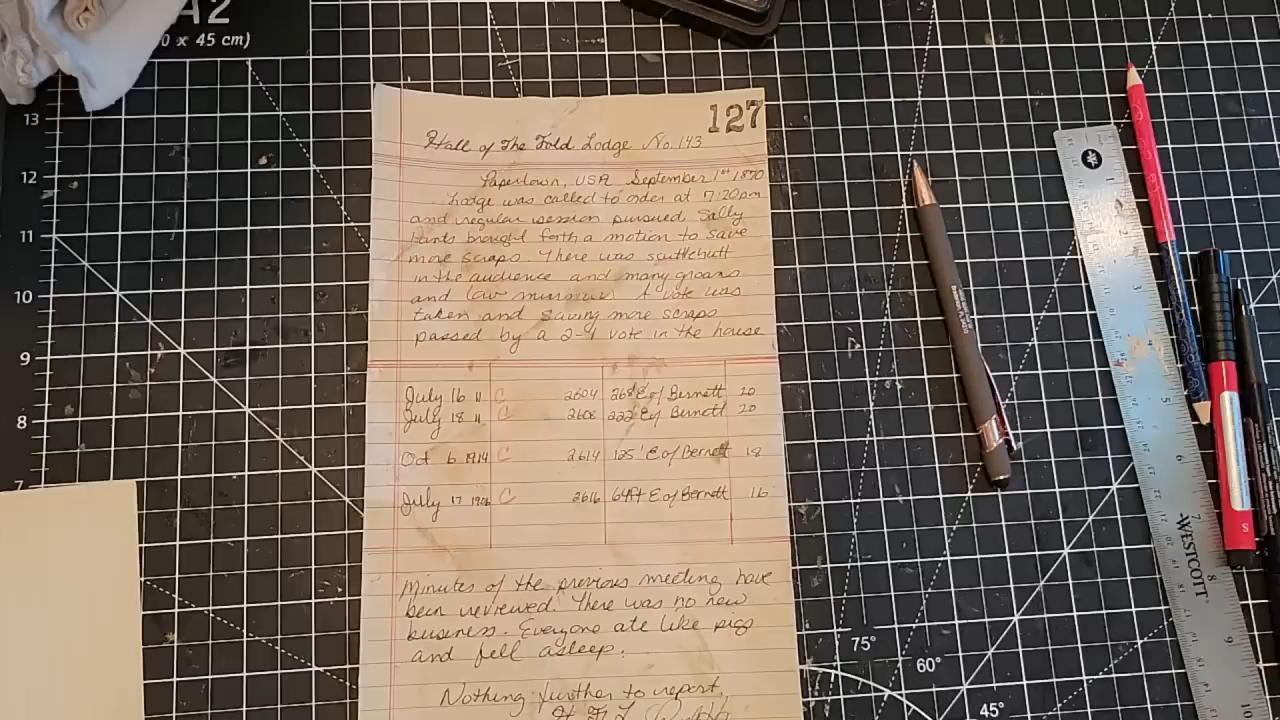 A2
0 x 45 cm)
127
Hall of The Fold Lodge No. 143
Papertown, USA September 1st 1870
Lodge was called to order at 7:20pm
and regular session pursued. Sally
brought forth a motion to save
more scraps. There was scuttlebutt
in the audience and many groans
and low murmurs A vote was
taken and saving more scraps
passed by a 2-1 vote in the house
July 16 " C 2604 268' E of Bernett 20
July 18 " C 2608 222' E of Bernett 20
Oct 6 1914 C 2614 125' E of Bernett 18
July 17 C 2616 64ft E of Bernett 16
Minutes of the previous meeting have
been reviewed. There was no new
business. Everyone ate like pigs
and fell asleep.
Nothing further to report.
13
12
11
10
9
8
7
75°
60°
45°
WESTCOTT